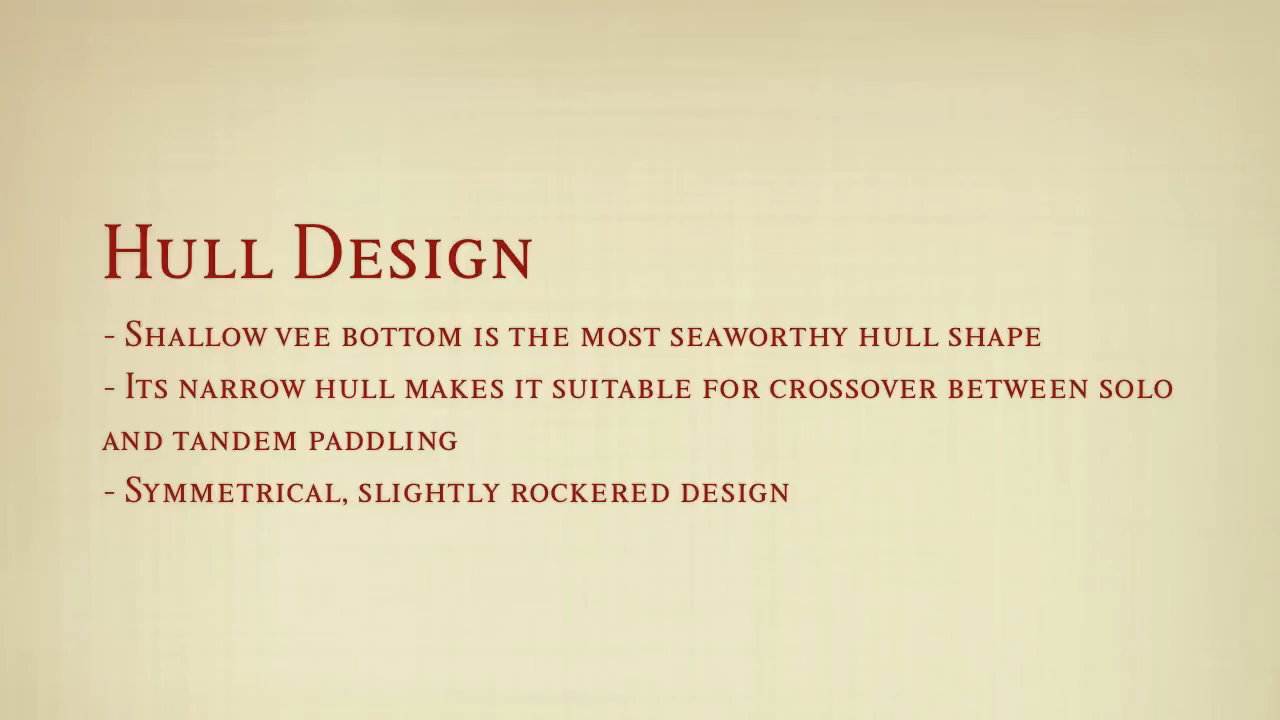 Hull Design
- Shallow vee bottom is the most seaworthy hull shape
- Its narrow hull makes it suitable for crossover between solo
and tandem paddling
- Symmetrical, slightly rockered design